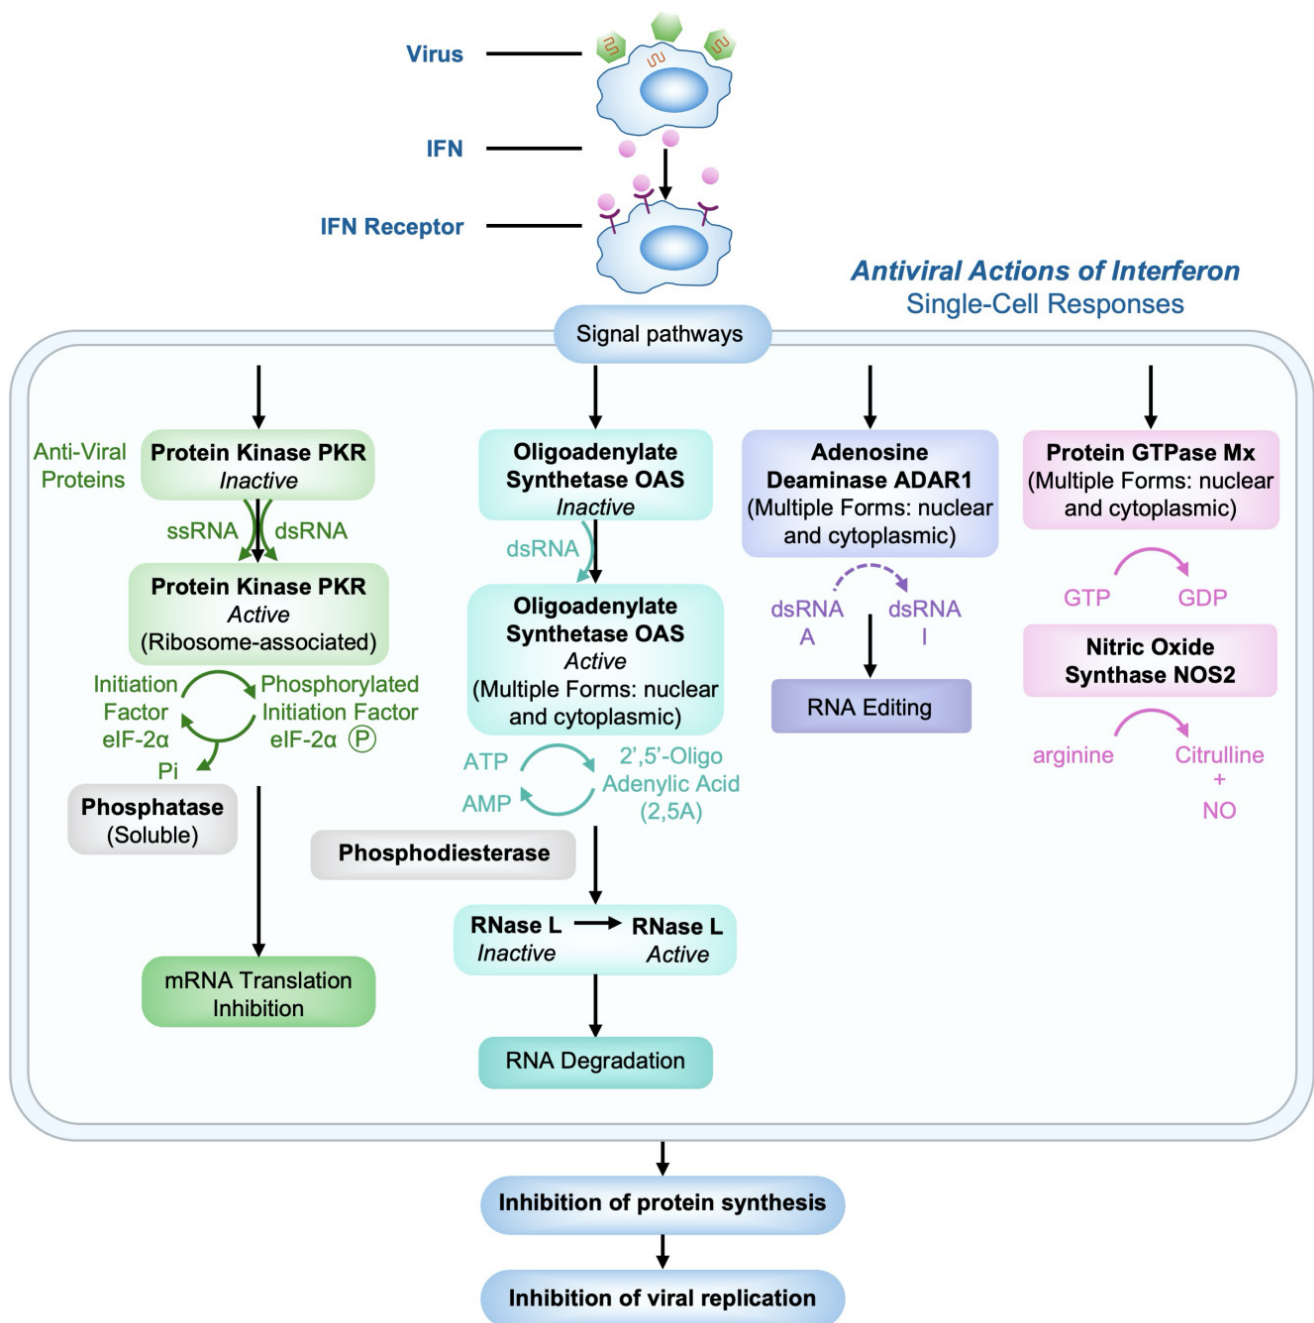 Virus
IFN
IFN Receptor
Antiviral Actions of Interferon
Single-Cell Responses
Signal pathways
Anti-Viral
Proteins
Protein Kinase PKR
Inactive
ssRNA
dsRNA
Protein Kinase PKR
Active
(Ribosome-associated)
Initiation
Factor
eIF-2α
Phosphorylated
Initiation Factor
eIF-2α P
Pi
Phosphatase
(Soluble)
mRNA Translation
Inhibition
Oligoadenylate
Synthetase OAS
Inactive
dsRNA
Oligoadenylate
Synthetase OAS
Active
(Multiple Forms: nuclear
and cytoplasmic)
ATP
AMP
2',5'-Oligo
Adenylic Acid
(2,5A)
Phosphodiesterase
RNase L
Inactive
RNase L
Active
RNA Degradation
Adenosine
Deaminase ADAR1
(Multiple Forms: nuclear
and cytoplasmic)
dsRNA
A
dsRNA
I
RNA Editing
Protein GTPase Mx
(Multiple Forms: nuclear
and cytoplasmic)
GTP
GDP
Nitric Oxide
Synthase NOS2
arginine
Citrulline
+
NO
Inhibition of protein synthesis
Inhibition of viral replication